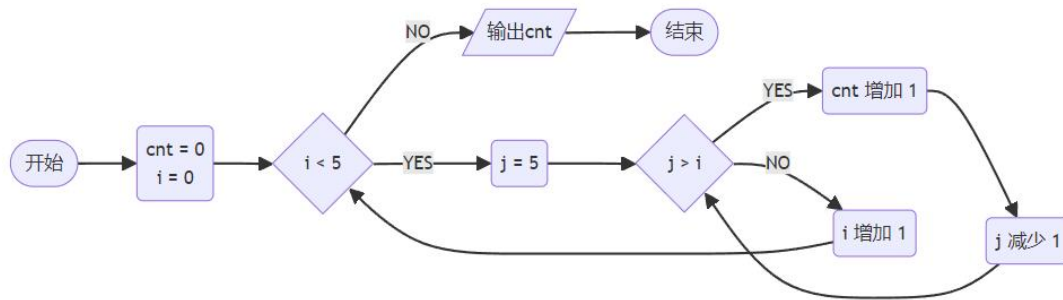 NO
输出cnt
结束
YES
cnt 增加 1
开始
cnt = 0
i = 0
i < 5
YES
j = 5
j > i
NO
i 增加 1
j 减少 1